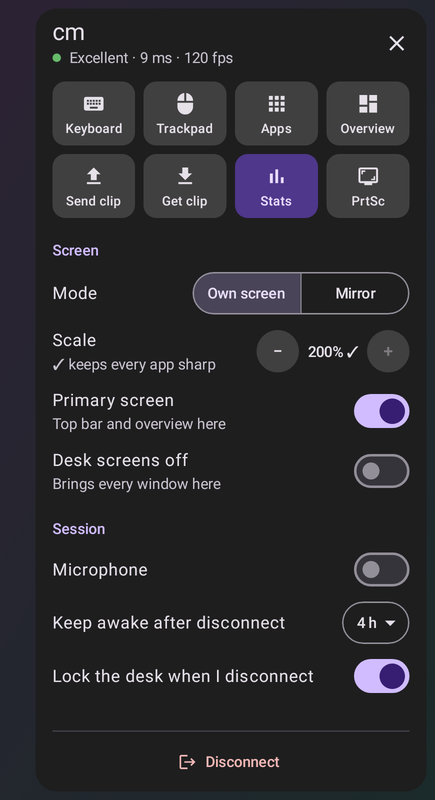 cm
Excellent · 9 ms · 120 fps
Keyboard
Trackpad
Apps
Overview
Send clip
Get clip
Stats
PrtSc
Screen
Mode
Own screen
Mirror
Scale
✓ keeps every app sharp
-
200% ✓
+
Primary screen
Top bar and overview here
Desk screens off
Brings every window here
Session
Microphone
Keep awake after disconnect
4 h
Lock the desk when I disconnect
Disconnect